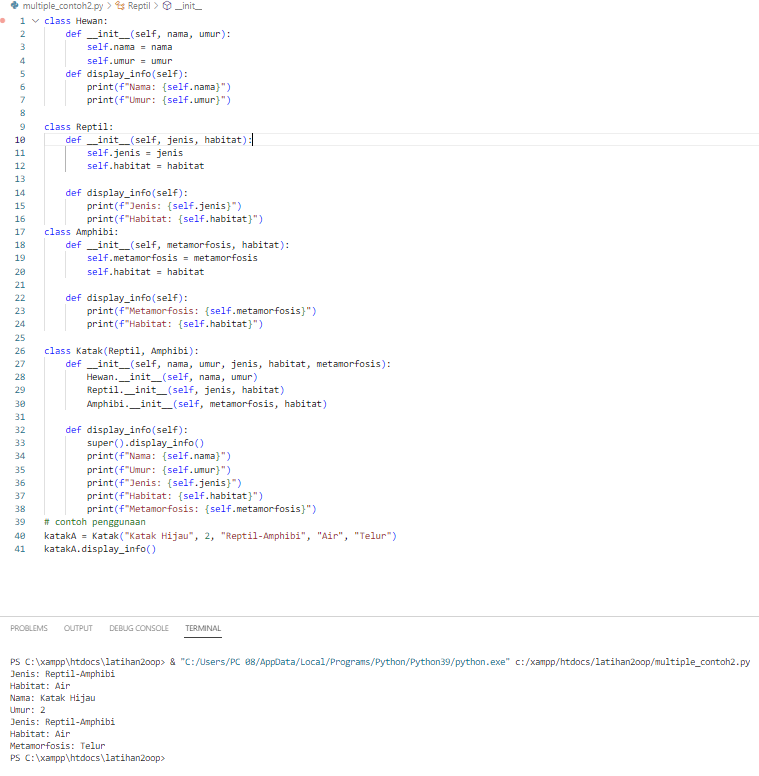 multiple_contoh2.py > Reptil > __init__
1 class Hewan:
2     def __init__(self, nama, umur):
3         self.nama = nama
4         self.umur = umur
5     def display_info(self):
6         print(f"Nama: {self.nama}")
7         print(f"Umur: {self.umur}")
8
9 class Reptil:
10     def __init__(self, jenis, habitat):
11         self.jenis = jenis
12         self.habitat = habitat
13
14     def display_info(self):
15         print(f"Jenis: {self.jenis}")
16         print(f"Habitat: {self.habitat}")
17 class Amphibi:
18     def __init__(self, metamorfosis, habitat):
19         self.metamorfosis = metamorfosis
20         self.habitat = habitat
21
22     def display_info(self):
23         print(f"Metamorfosis: {self.metamorfosis}")
24         print(f"Habitat: {self.habitat}")
25
26 class Katak(Reptil, Amphibi):
27     def __init__(self, nama, umur, jenis, habitat, metamorfosis):
28         Hewan.__init__(self, nama, umur)
29         Reptil.__init__(self, jenis, habitat)
30         Amphibi.__init__(self, metamorfosis, habitat)
31
32     def display_info(self):
33         super().display_info()
34         print(f"Nama: {self.nama}")
35         print(f"Umur: {self.umur}")
36         print(f"Jenis: {self.jenis}")
37         print(f"Habitat: {self.habitat}")
38         print(f"Metamorfosis: {self.metamorfosis}")
39 # contoh penggunaan
40 katakA = Katak("Katak Hijau", 2, "Reptil-Amphibi", "Air", "Telur")
41 katakA.display_info()
PROBLEMS OUTPUT DEBUG CONSOLE TERMINAL
PS C:\xampp\htdocs\latihan2oop> & "C:/Users/PC 08/AppData/Local/Programs/Python/Python39/python.exe" c:/xampp/htdocs/latihan2oop/multiple_contoh2.py
Jenis: Reptil-Amphibi
Habitat: Air
Nama: Katak Hijau
Umur: 2
Jenis: Reptil-Amphibi
Habitat: Air
Metamorfosis: Telur
PS C:\xampp\htdocs\latihan2oop>